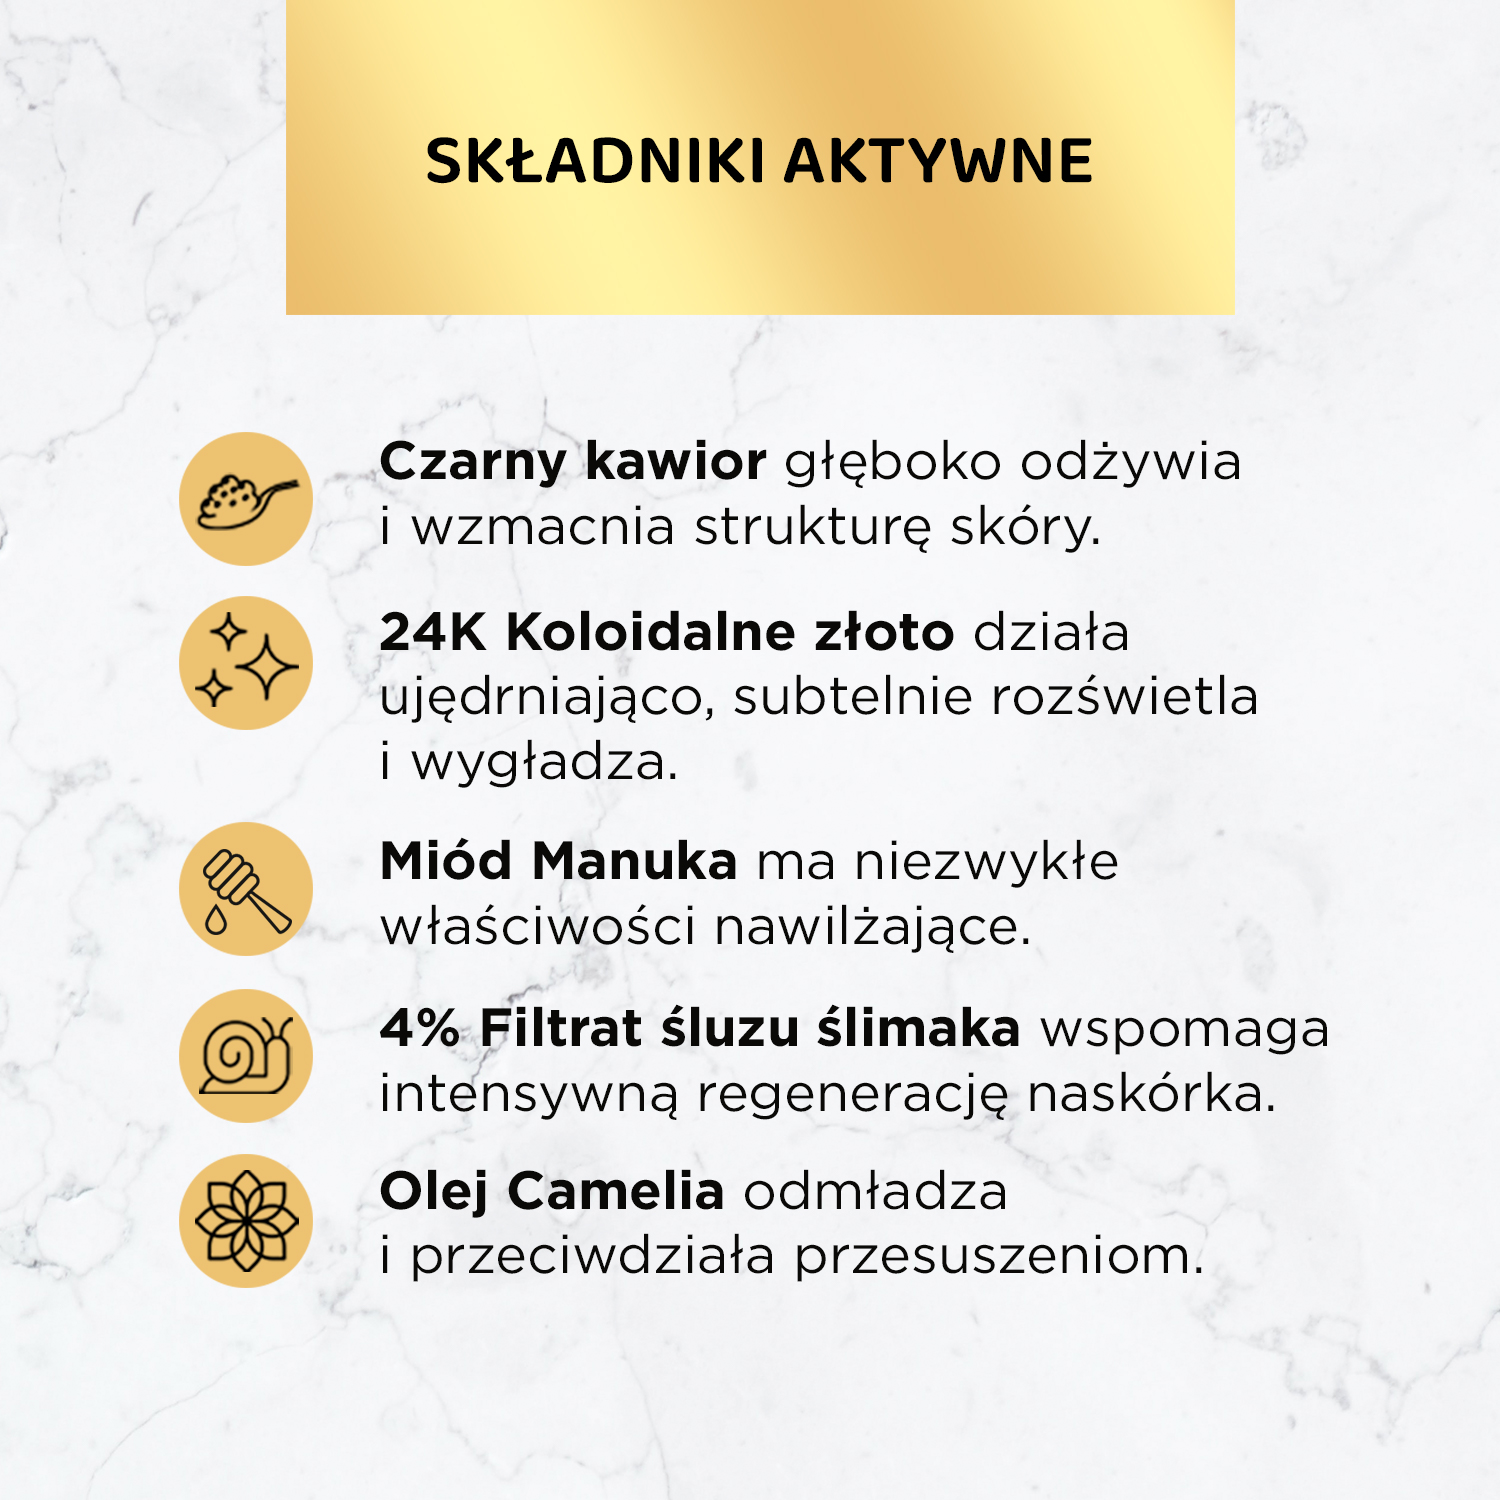 SKŁADNIKI AKTYWNE
Czarny kawior głęboko odżywia
i wzmacnia strukturę skóry.
24K Koloidalne złoto działa
ujędrniająco, subtelnie rozświetla
i wygładza.
Miód Manuka ma niezwykłe
właściwości nawilżające.
4% Filtrat śluzu ślimaka wspomaga
intensywną regenerację naskórka.
Olej Camelia odmładza
i przeciwdziała przesuszeniom.